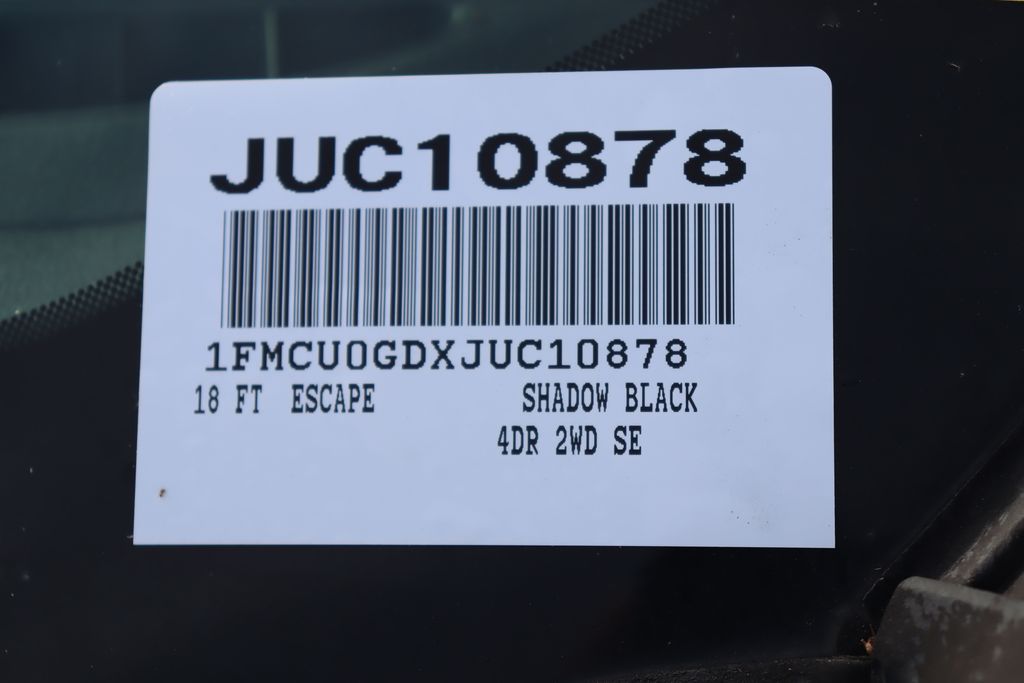 JUC10878
1FMCU0GDXJUC10878
18 FT ESCAPE SHADOW BLACK
4DR 2WD SE